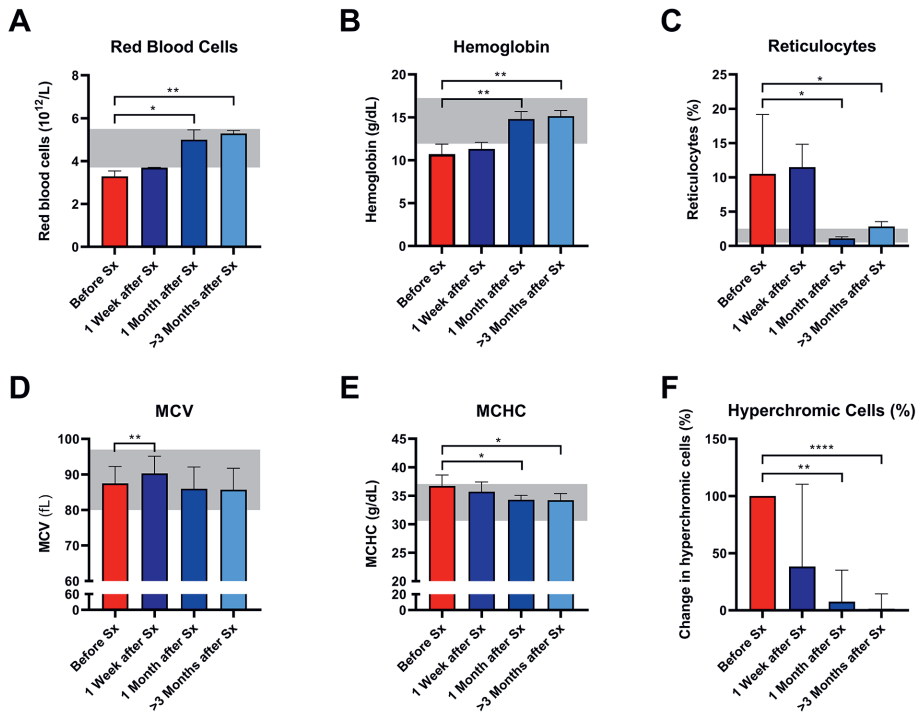 A
Red Blood Cells
Red blood cells (10¹²/L)
8
6
4
2
0
**
*
Before Sx
1 Week after Sx
1 Month after Sx
>3 Months after Sx
B
Hemoglobin
Hemoglobin (g/dL)
20
15
10
5
0
**
**
Before Sx
1 Week after Sx
1 Month after Sx
>3 Months after Sx
C
Reticulocytes
Reticulocytes (%)
25
20
15
10
5
0
*
*
Before Sx
1 Week after Sx
1 Month after Sx
>3 Months after Sx
D
MCV
MCV (fL)
100
90
80
70
60
60
0
**
Before Sx
1 Week after Sx
1 Month after Sx
>3 Months after Sx
E
MCHC
MCHC (g/dL)
45
40
35
30
25
20
20
0
*
*
Before Sx
1 Week after Sx
1 Month after Sx
>3 Months after Sx
F
Hyperchromic Cells (%)
Change in hyperchromic cells (%)
150
100
50
0
****
**
Before Sx
1 Week after Sx
1 Month after Sx
>3 Months after Sx